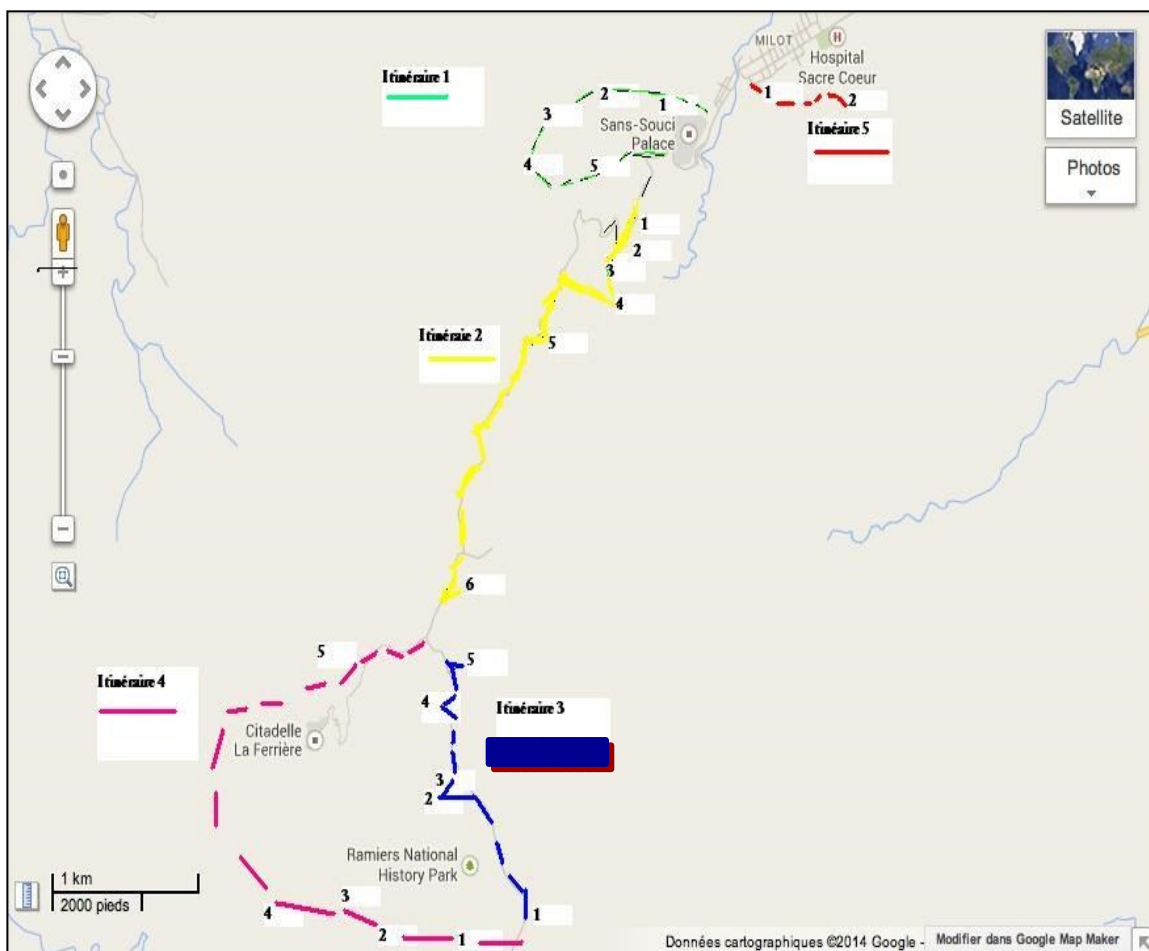 MILOT
Hospital
Sacre Coeur
Itinéraire 1
2
1
3
Sans-Souci
Palace
4
5
1
2
Itinéraire 5
Satellite
Photos
1
2
3
4
Itinéraie 2
5
6
5
Itinéraire 4
Citadelle
La Ferrière
5
4
Itinéraire 3
3
2
Ramiers National
History Park
1 km
2000 pieds
3
4
2
1
1
Données cartographiques ©2014 Google -
Modifier dans Google Map Maker